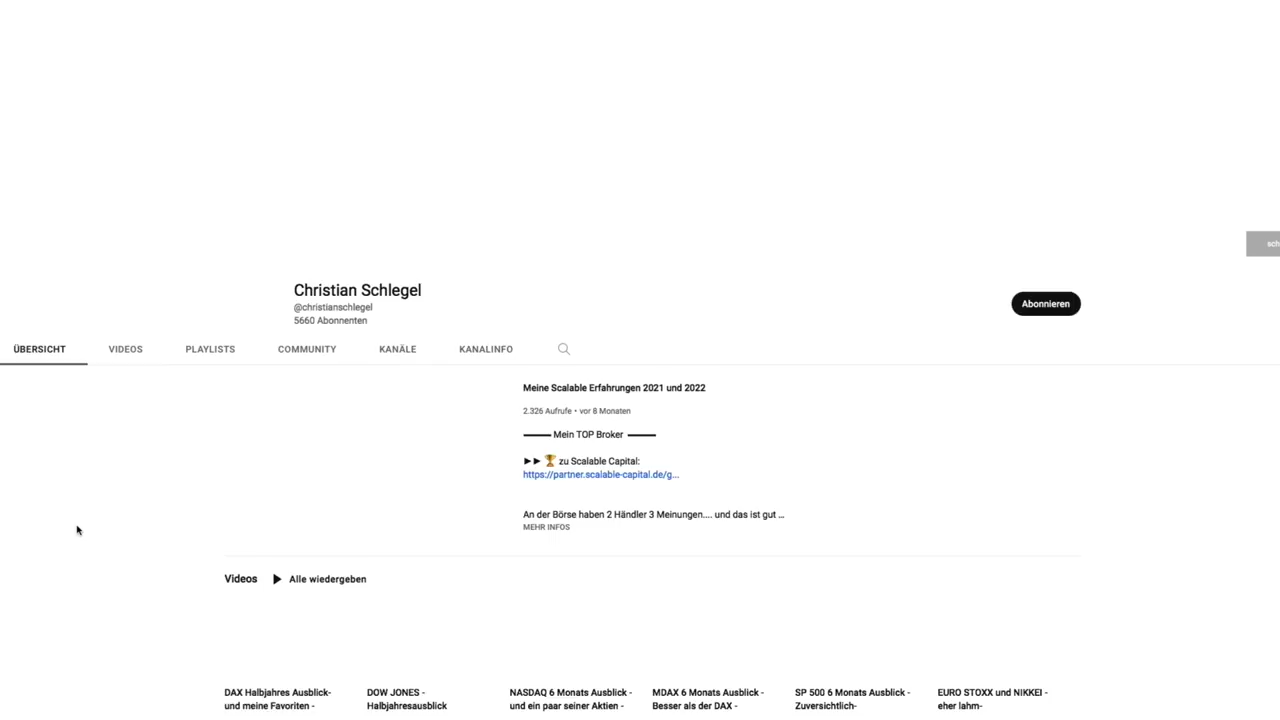 sch
Christian Schlegel
@christianschlegel
5660 Abonnenten
Abonnieren
ÜBERSICHT VIDEOS PLAYLISTS COMMUNITY KANÄLE KANALINFO
Meine Scalable Erfahrungen 2021 und 2022
2.326 Aufrufe • vor 8 Monaten
——— Mein TOP Broker ———
►► 🏆 zu Scalable Capital:
https://partner.scalable-capital.de/g...
An der Börse haben 2 Händler 3 Meinungen.... und das ist gut ...
MEHR INFOS
Videos ▶ Alle wiedergeben
DAX Halbjahres Ausblick-
und meine Favoriten -
DOW JONES -
Halbjahresausblick
NASDAQ 6 Monats Ausblick -
und ein paar seiner Aktien -
MDAX 6 Monats Ausblick -
Besser als der DAX -
SP 500 6 Monats Ausblick -
Zuversichtlich-
EURO STOXX und NIKKEI -
eher lahm-